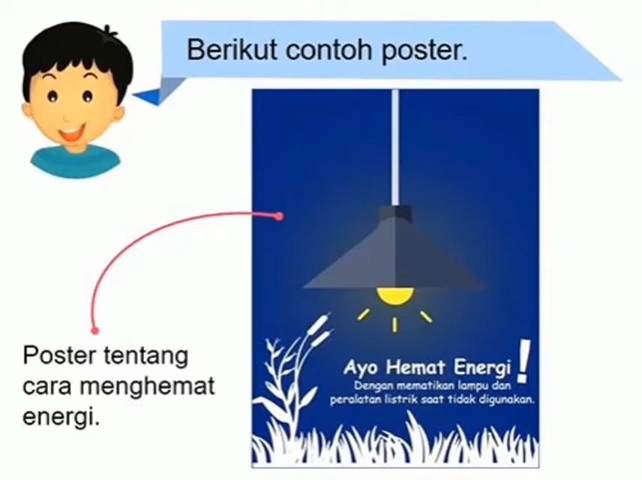 Berikut contoh poster.
Ayo Hemat Energi !
Dengan mematikan lampu dan
peralatan listrik saat tidak digunakan.
Poster tentang
cara menghemat
energi.